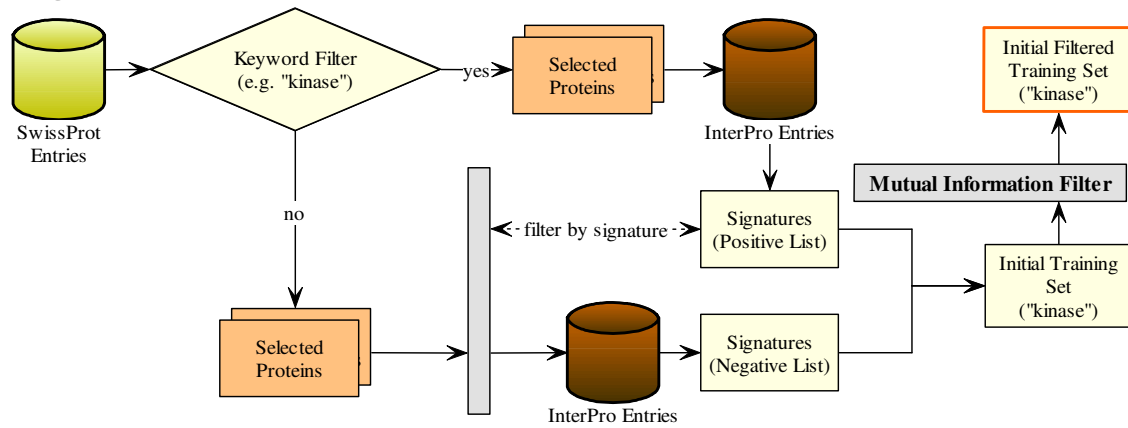 Keyword Filter
(e.g. "kinase")
SwissProt
Entries
yes
Selected
Proteins
s
InterPro Entries
Initial Filtered
Training Set
("kinase")
Mutual Information Filter
no
filter by signature
Signatures
(Positive List)
Initial Training
Set
("kinase")
Selected
Proteins
s
InterPro Entries
Signatures
(Negative List)